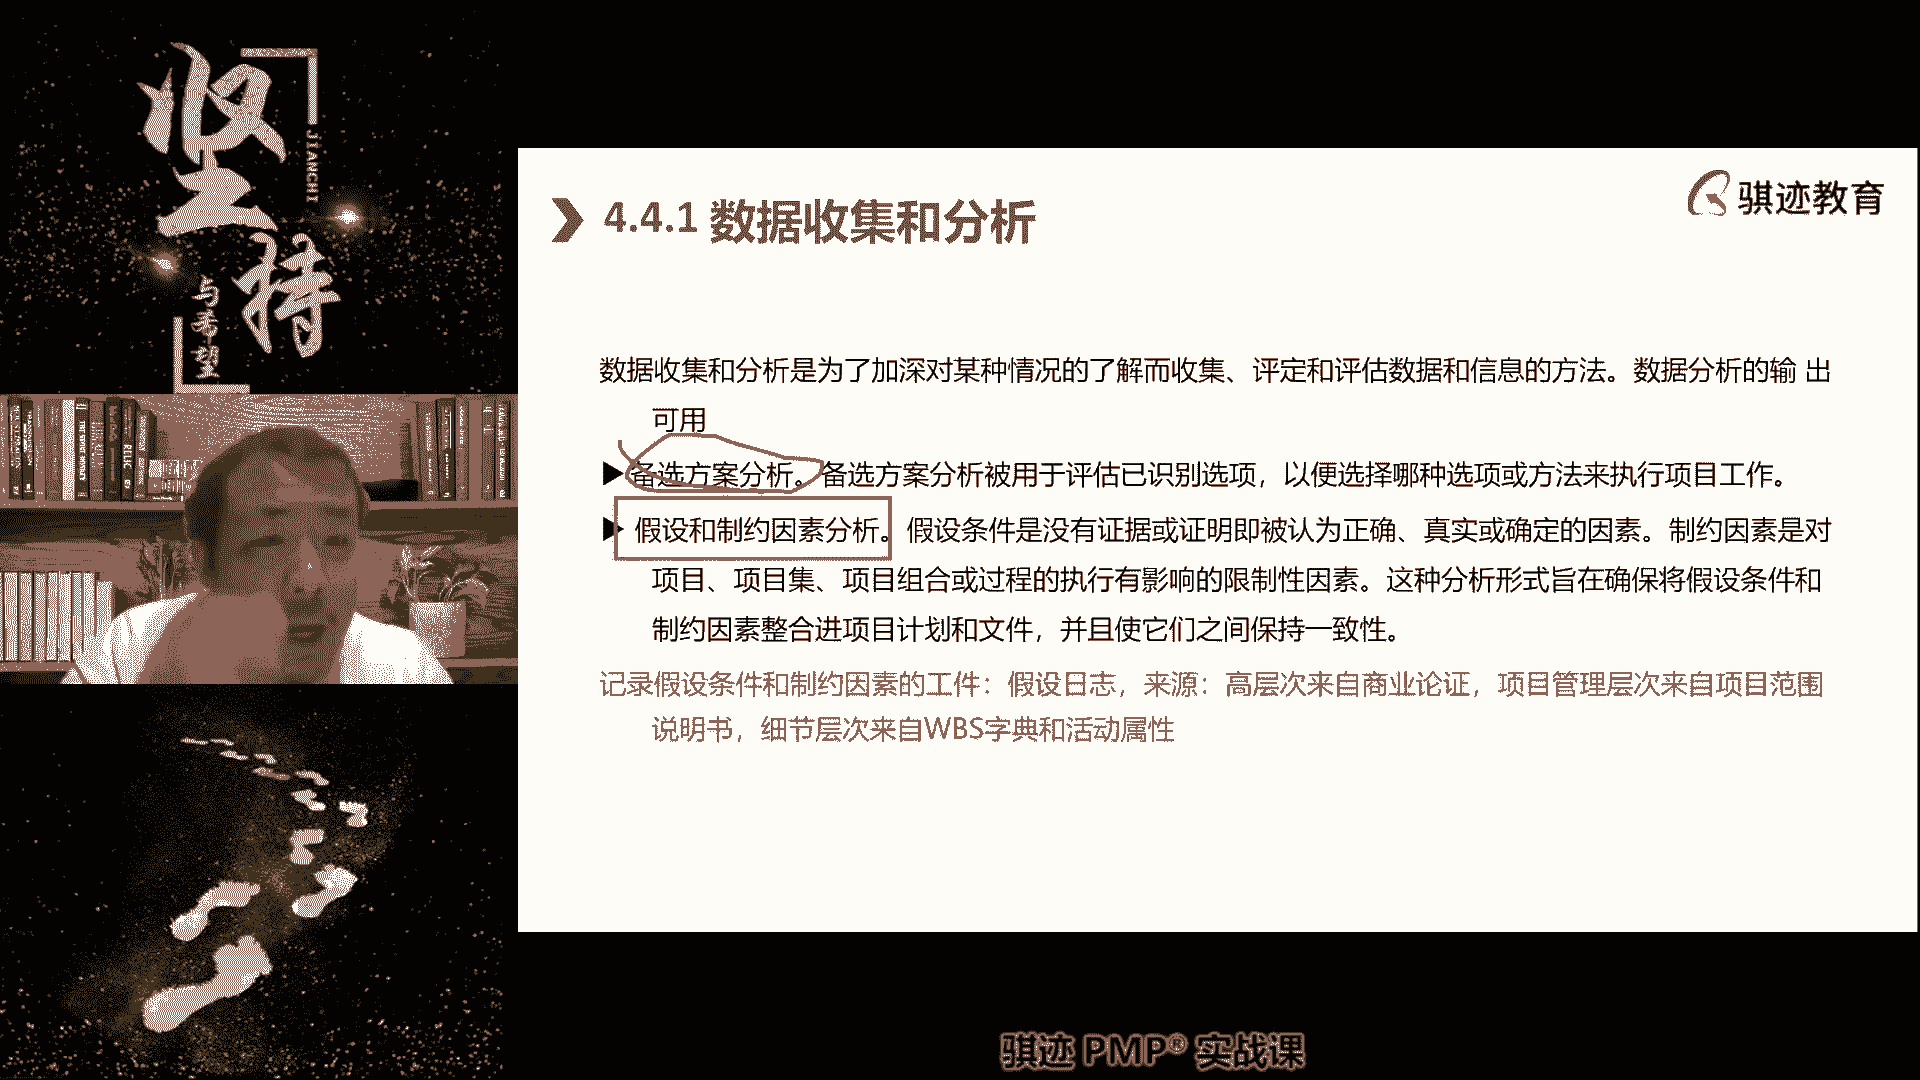 坚持
JIANCHI
与希望
骐迹教育
4.4.1 数据收集和分析
数据收集和分析是为了加深对某种情况的了解而收集、评定和评估数据和信息的方法。数据分析的输 出
可用
备选方案分析。备选方案分析被用于评估已识别选项，以便选择哪种选项或方法来执行项目工作。
假设和制约因素分析。假设条件是没有证据或证明即被认为正确、真实或确定的因素。制约因素是对
项目、项目集、项目组合或过程的执行有影响的限制性因素。这种分析形式旨在确保将假设条件和
制约因素整合进项目计划和文件，并且使它们之间保持一致性。
记录假设条件和制约因素的工件：假设日志，来源：高层次来自商业论证，项目管理层次来自项目范围
说明书，细节层次来自WBS字典和活动属性
骐迹 PMP® 实战课